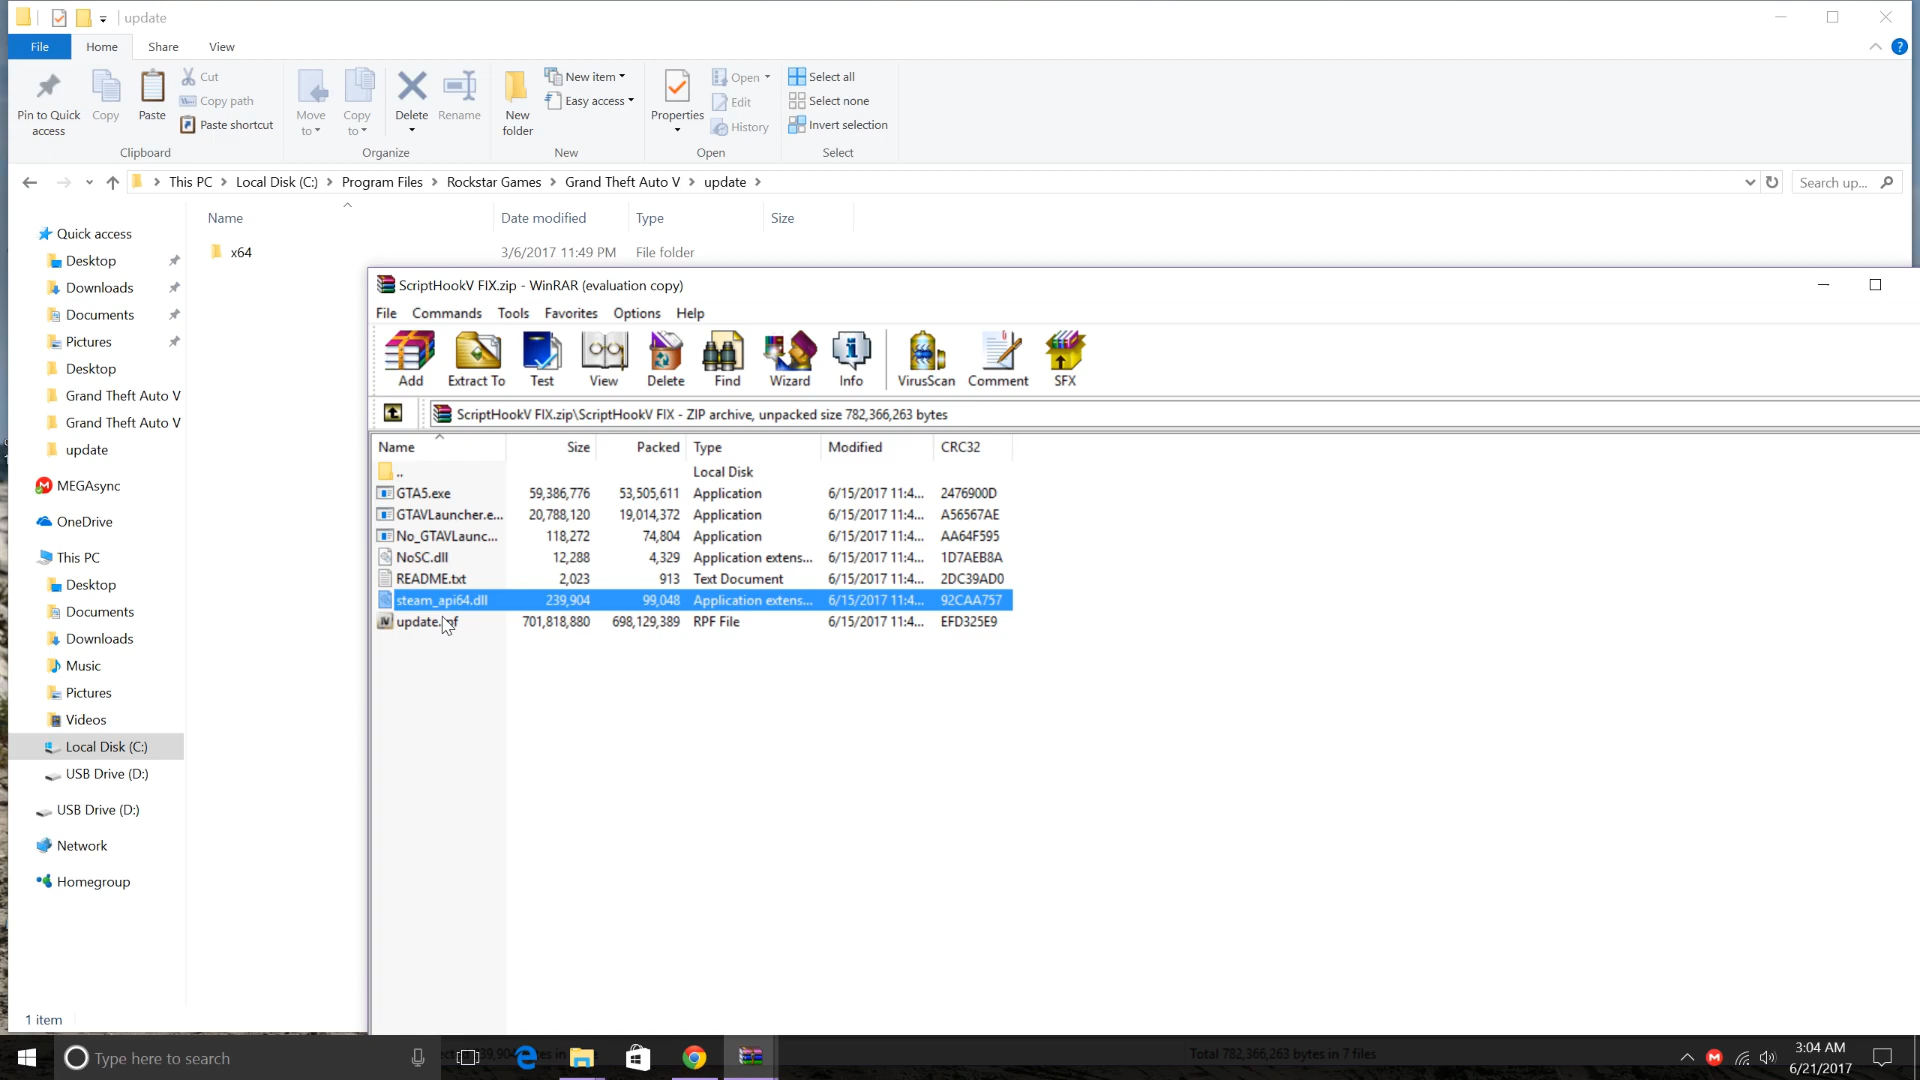 update
File Home Share View
Pin to Quick access
Copy
Paste
Cut
Copy path
Paste shortcut
Clipboard
Move to
Copy to
Delete
Rename
Organize
New folder
New item
Easy access
New
Properties
Open
Edit
History
Open
Select all
Select none
Invert selection
Select
This PC > Local Disk (C:) > Program Files > Rockstar Games > Grand Theft Auto V > update >
Search up...
Name Date modified Type Size
x64 3/6/2017 11:49 PM File folder
Quick access
Desktop
Downloads
Documents
Pictures
Desktop
Grand Theft Auto V
Grand Theft Auto V
update
MEGAsync
OneDrive
This PC
Desktop
Documents
Downloads
Music
Pictures
Videos
Local Disk (C:)
USB Drive (D:)
USB Drive (D:)
Network
Homegroup
1 item
ScriptHookV FIX.zip - WinRAR (evaluation copy)
File Commands Tools Favorites Options Help
Add Extract To Test View Delete Find Wizard Info VirusScan Comment SFX
ScriptHookV FIX.zip\ScriptHookV FIX - ZIP archive, unpacked size 782,366,263 bytes
Name Size Packed Type Modified CRC32
.. Local Disk
GTA5.exe 59,386,776 53,505,611 Application 6/15/2017 11:4... 2476900D
GTAVLauncher.e... 20,788,120 19,014,372 Application 6/15/2017 11:4... A56567AE
No_GTAVLaunc... 118,272 74,804 Application 6/15/2017 11:4... AA64F595
NoSC.dll 12,288 4,329 Application extens... 6/15/2017 11:4... 1D7AEB8A
README.txt 2,023 913 Text Document 6/15/2017 11:4... 2DC39AD0
steam_api64.dll 239,904 99,048 Application extens... 6/15/2017 11:4... 92CAA757
701,818,880 698,129,389 RPF File 6/15/2017 11:4... EFD325E9
Type here to search
Total 782,366,263 bytes in 7 files
3:04 AM
6/21/2017